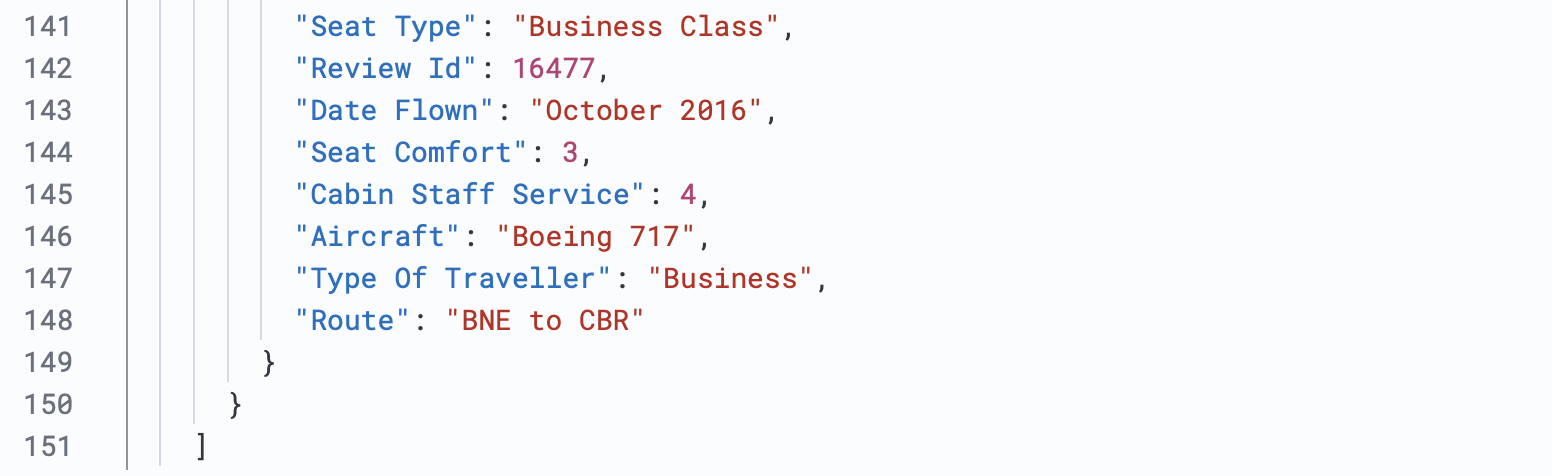 141 "Seat Type": "Business Class",
142 "Review Id": 16477,
143 "Date Flown": "October 2016",
144 "Seat Comfort": 3,
145 "Cabin Staff Service": 4,
146 "Aircraft": "Boeing 717",
147 "Type Of Traveller": "Business",
148 "Route": "BNE to CBR"
149 }
150 }
151 ]